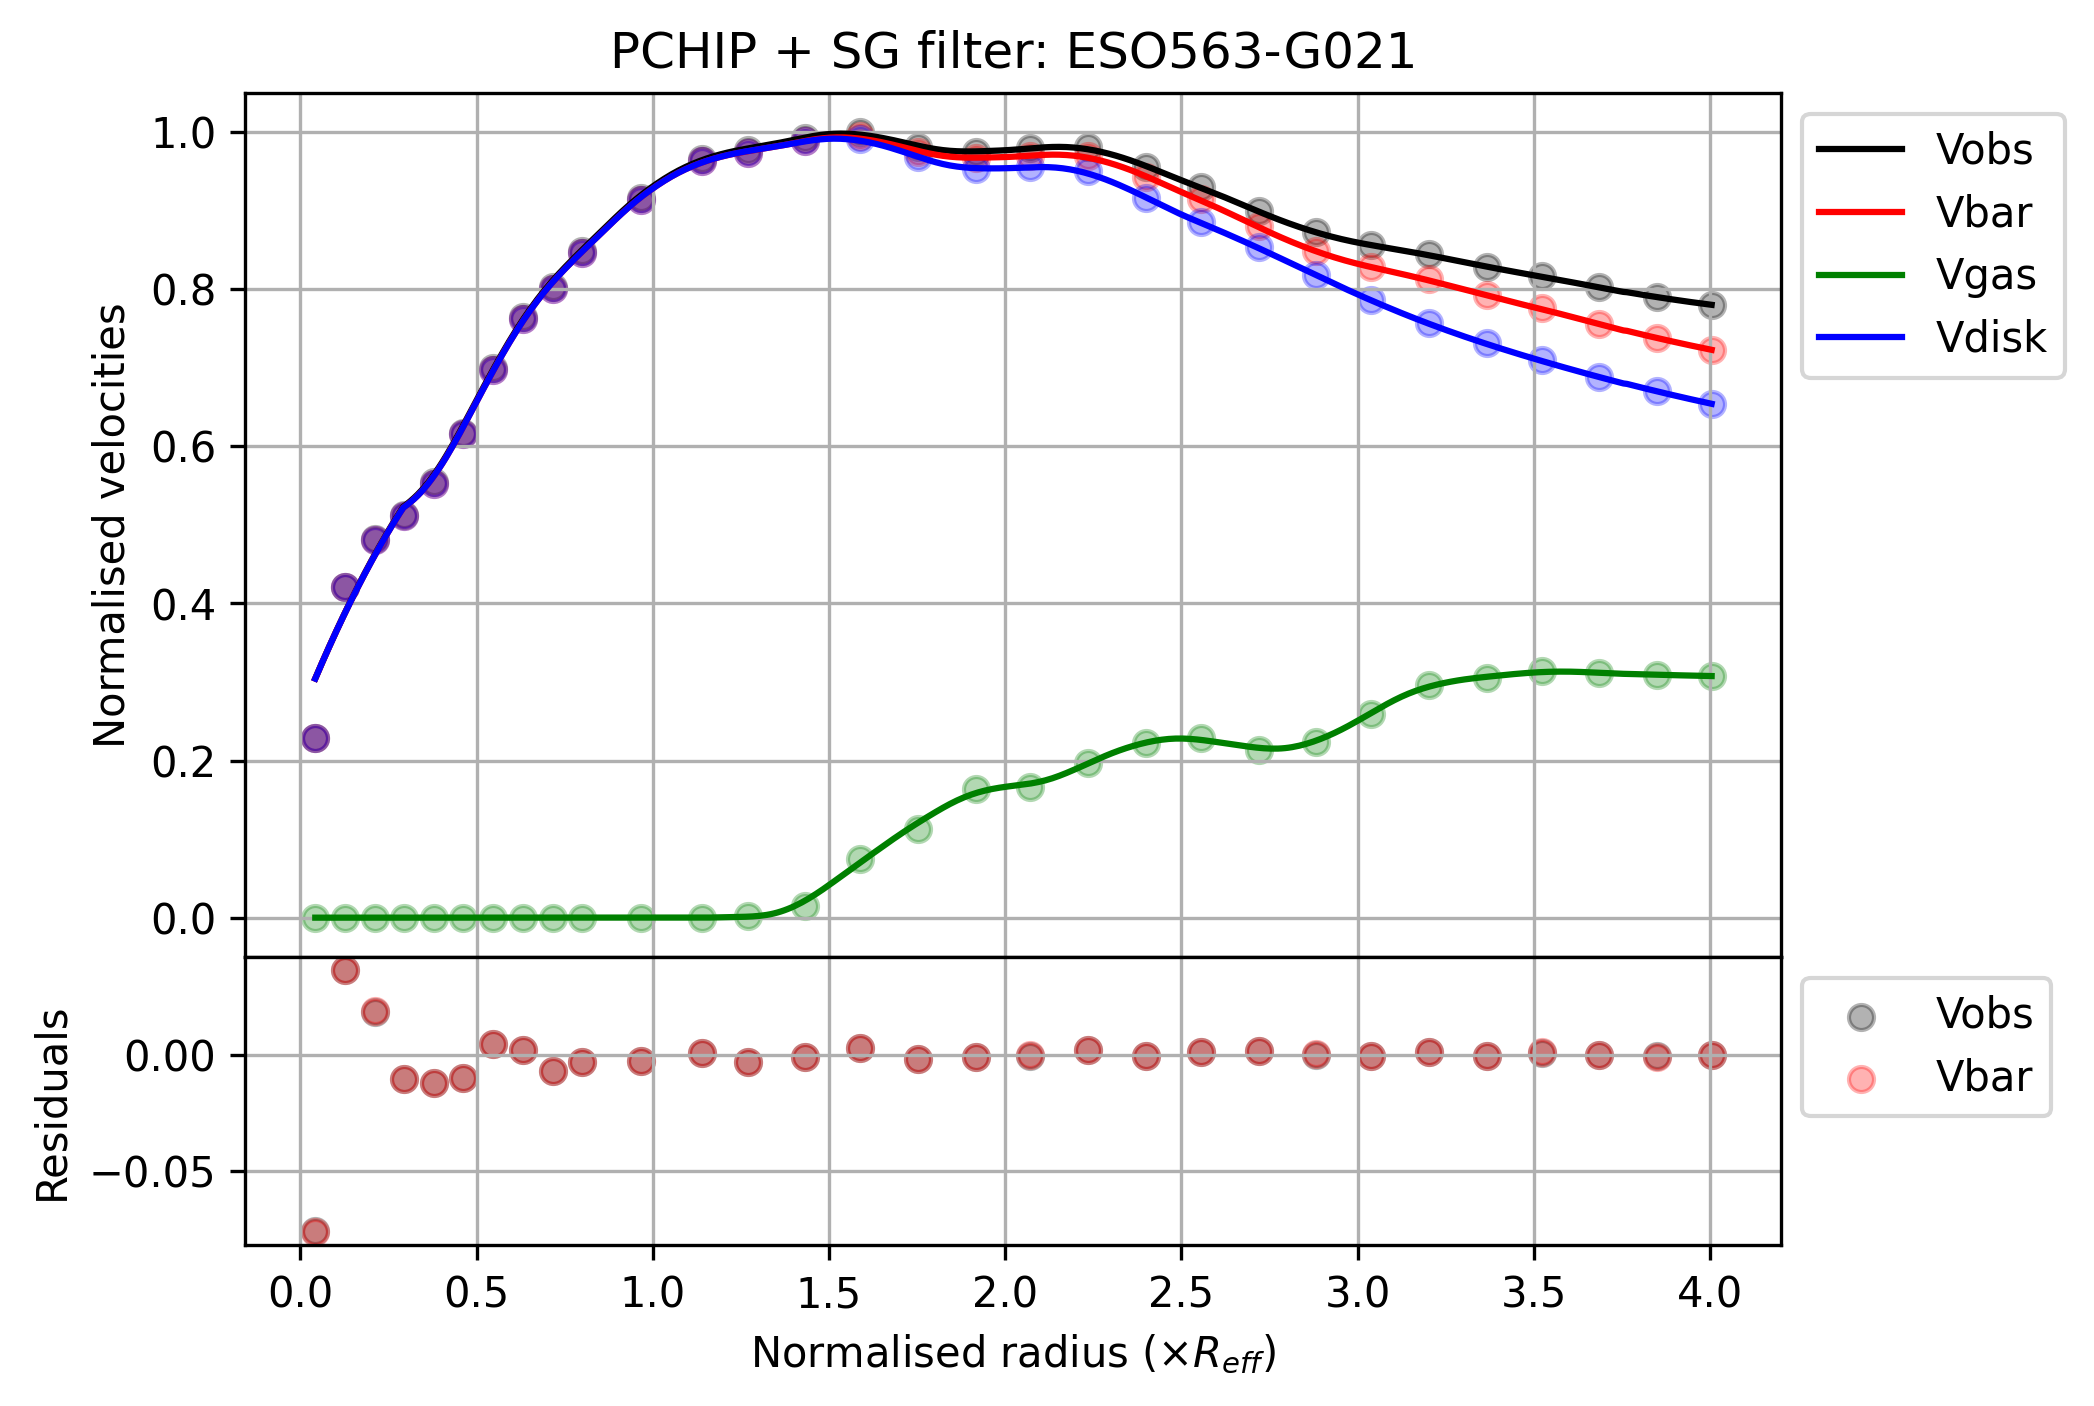 PCHIP + SG filter: ESO563-G021
Normalised velocities
1.0
0.8
0.6
0.4
0.2
0.0
Vobs
Vbar
Vgas
Vdisk
Residuals
0.00
−0.05
Vobs
Vbar
0.0 0.5 1.0 1.5 2.0 2.5 3.0 3.5 4.0
Normalised radius (×R_eff)